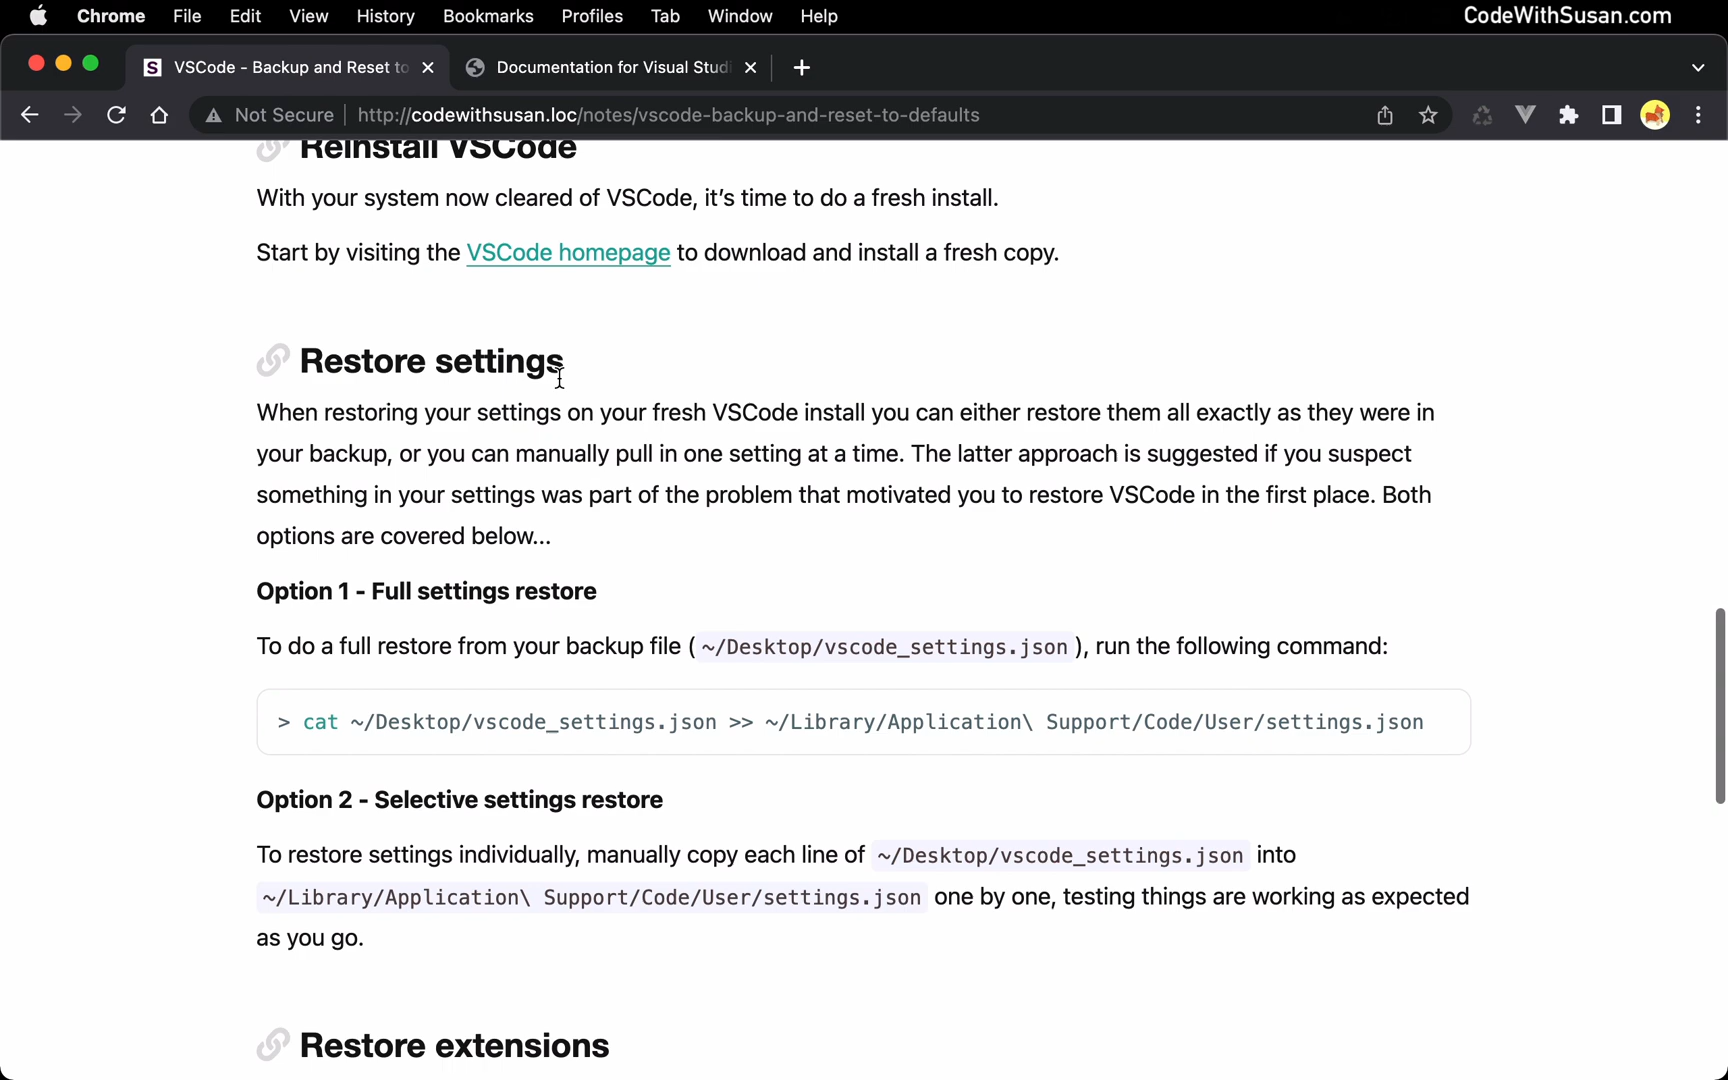 Chrome File Edit View History Bookmarks Profiles Tab Window Help CodeWithSusan.com
S VSCode - Backup and Reset to Documentation for Visual Studi
Not Secure http://codewithsusan.loc/notes/vscode-backup-and-reset-to-defaults
Reinstall VSCode
With your system now cleared of VSCode, it’s time to do a fresh install.
Start by visiting the VSCode homepage to download and install a fresh copy.
Restore settings
When restoring your settings on your fresh VSCode install you can either restore them all exactly as they were in
your backup, or you can manually pull in one setting at a time. The latter approach is suggested if you suspect
something in your settings was part of the problem that motivated you to restore VSCode in the first place. Both
options are covered below...
Option 1 - Full settings restore
To do a full restore from your backup file ( ~/Desktop/vscode_settings.json ), run the following command:
> cat ~/Desktop/vscode_settings.json >> ~/Library/Application\ Support/Code/User/settings.json
Option 2 - Selective settings restore
To restore settings individually, manually copy each line of ~/Desktop/vscode_settings.json into
~/Library/Application\ Support/Code/User/settings.json one by one, testing things are working as expected
as you go.
Restore extensions